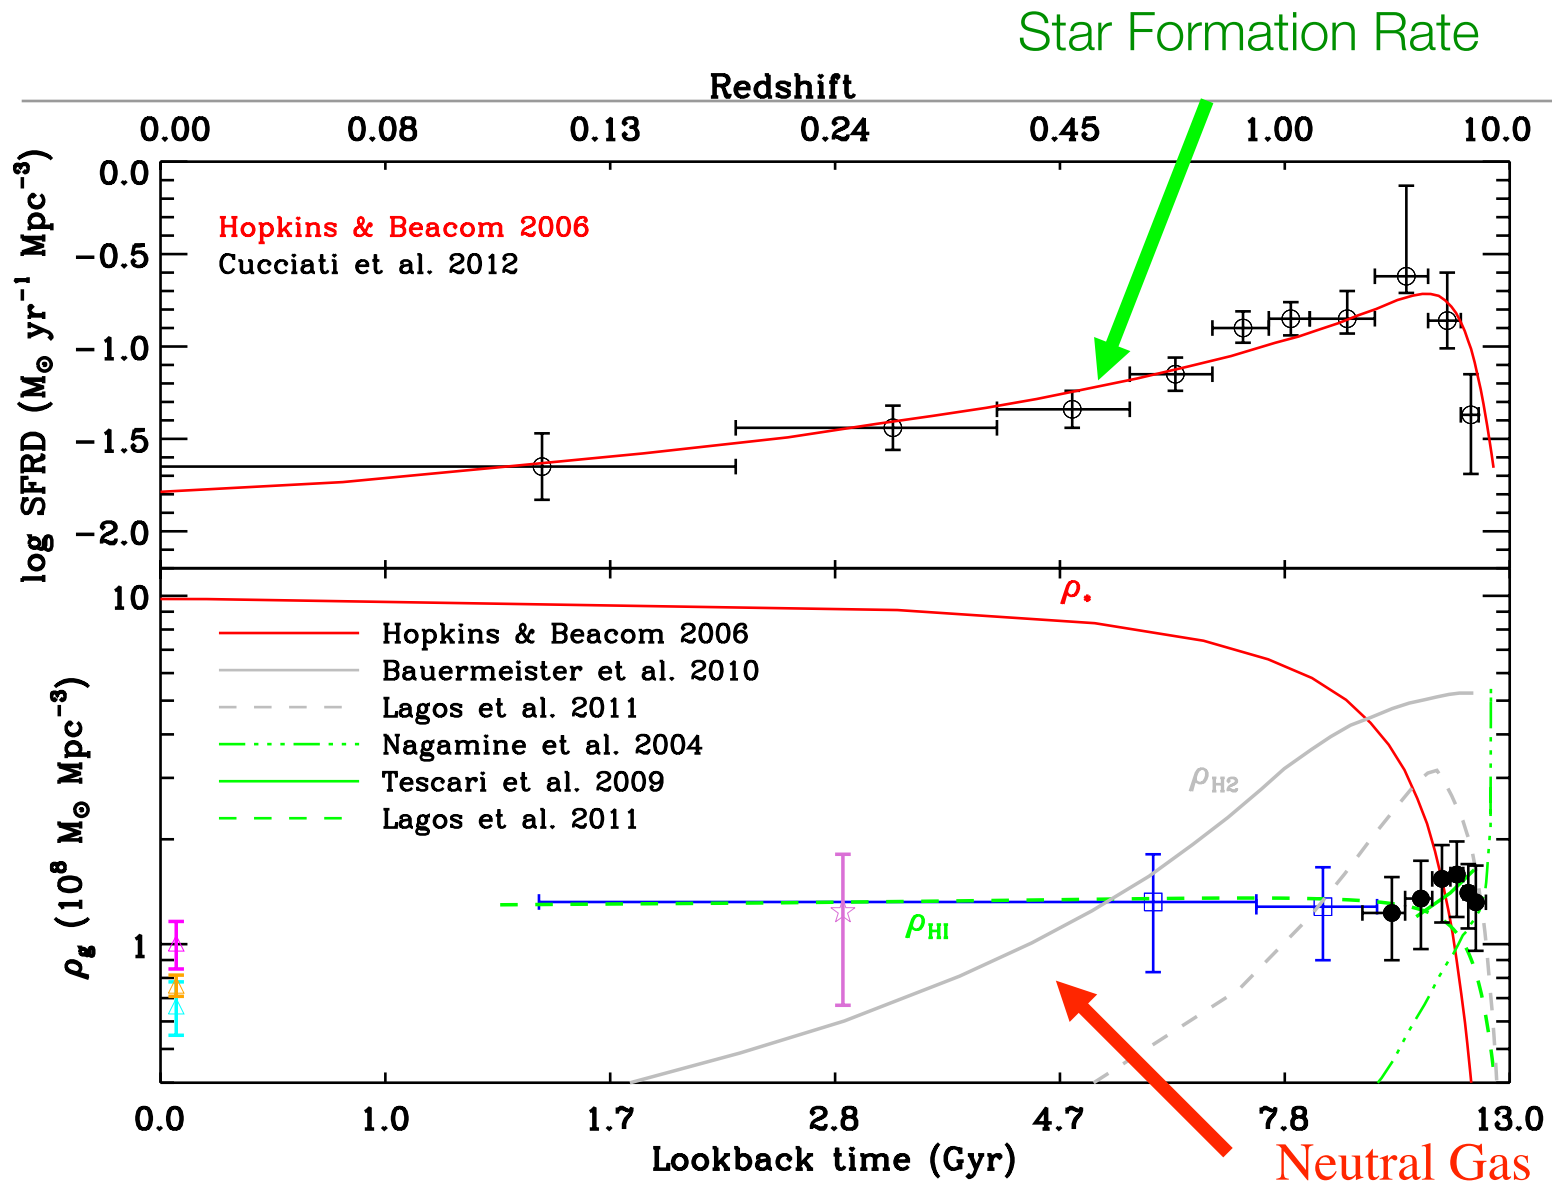 Star Formation Rate
Redshift
0.00 0.08 0.13 0.24 0.45 1.00 10.0
0.0
-0.5
-1.0
-1.5
-2.0
log SFRD (M⊙ yr⁻¹ Mpc⁻³)
Hopkins & Beacom 2006
Cucciati et al. 2012
10
1
ρg (10⁸ M⊙ Mpc⁻³)
ρ*
Hopkins & Beacom 2006
Bauermeister et al. 2010
Lagos et al. 2011
Nagamine et al. 2004
Tescari et al. 2009
Lagos et al. 2011
ρH2
ρHI
0.0 1.0 1.7 2.8 4.7 7.8 13.0
Lookback time (Gyr)
Neutral Gas